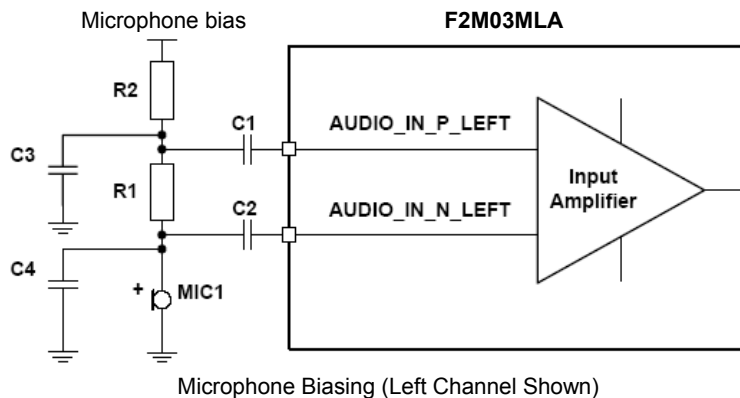 Microphone bias
F2M03MLA
R2
C1
AUDIO_IN_P_LEFT
C3
R1
Input
Amplifier
C2
AUDIO_IN_N_LEFT
C4
+
MIC1
Microphone Biasing (Left Channel Shown)